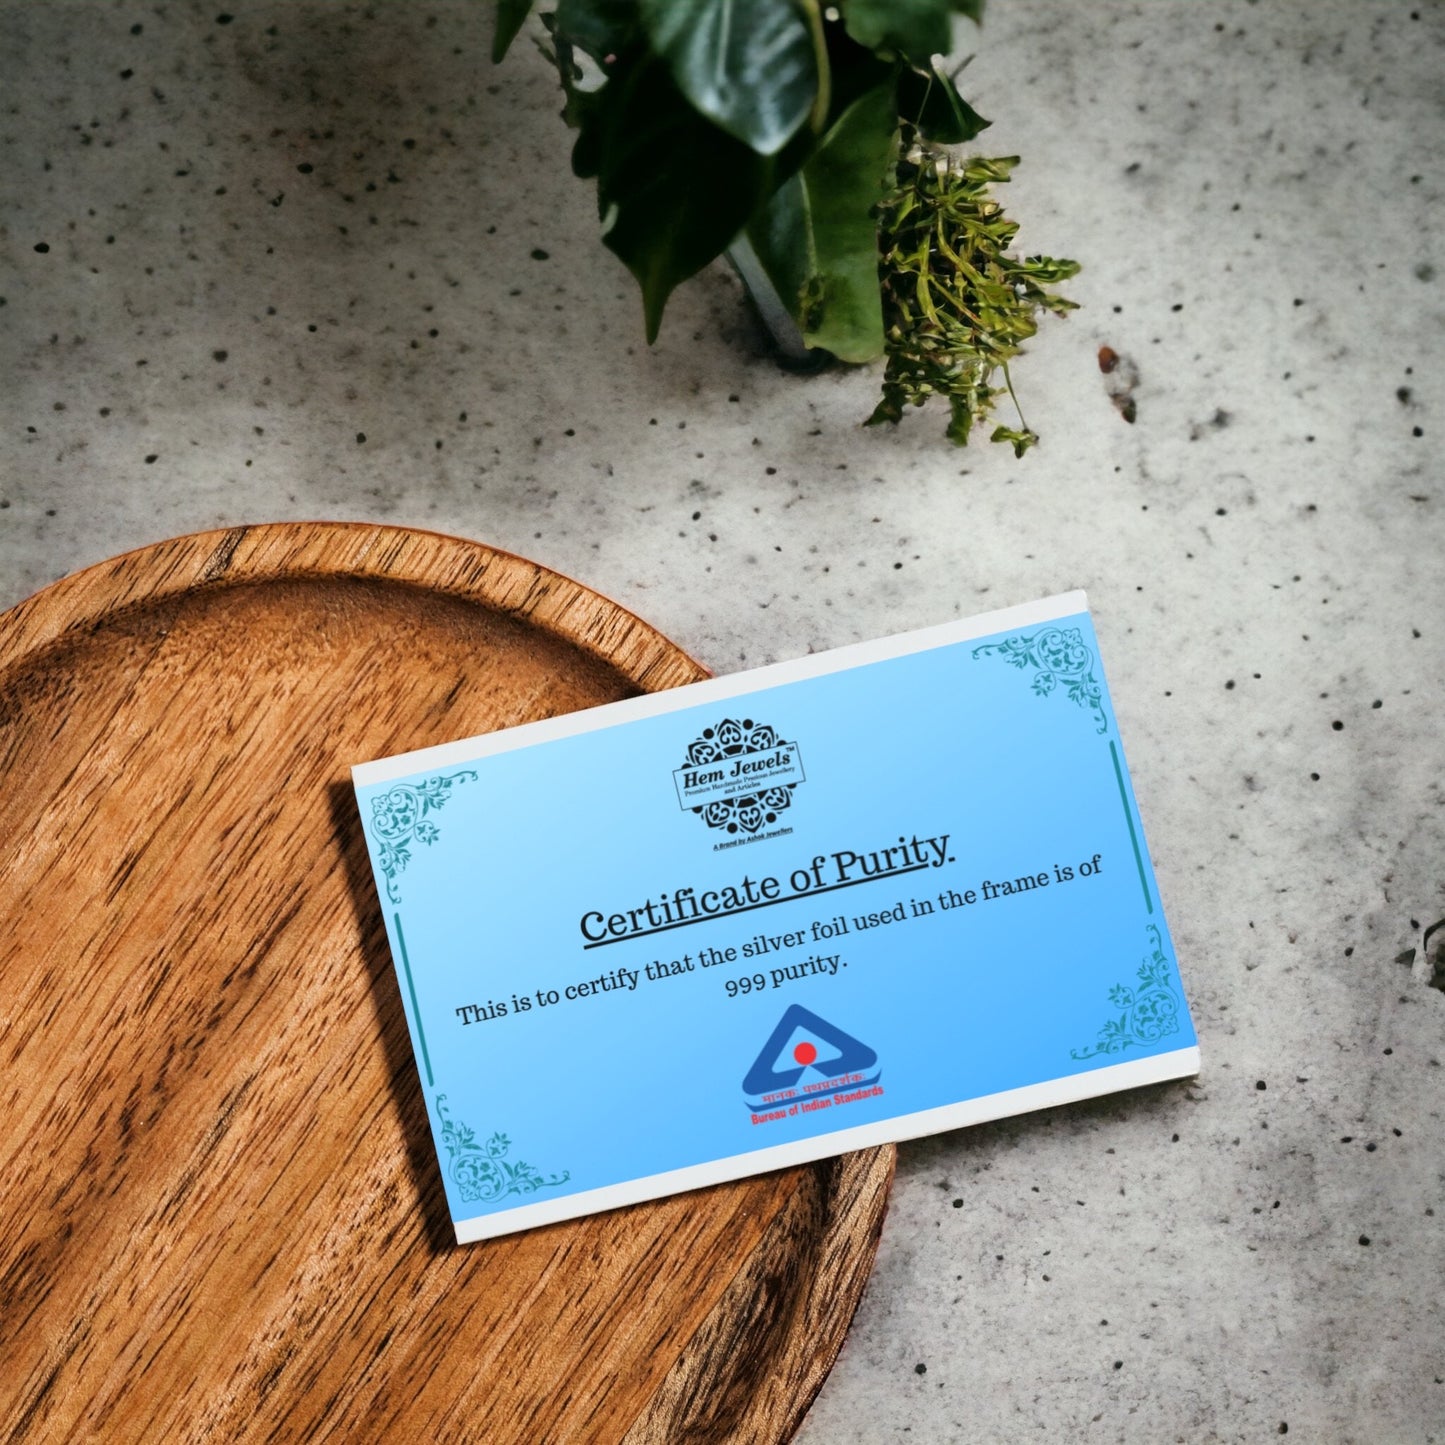 Hem Jewels™
Premium Handmade Precious Jewellery
and Articles
A Brand by Ashok Jewellers
Certificate of Purity.
This is to certify that the silver foil used in the frame is of
999 purity.
मानकः पथप्रदर्शकः
Bureau of Indian Standards